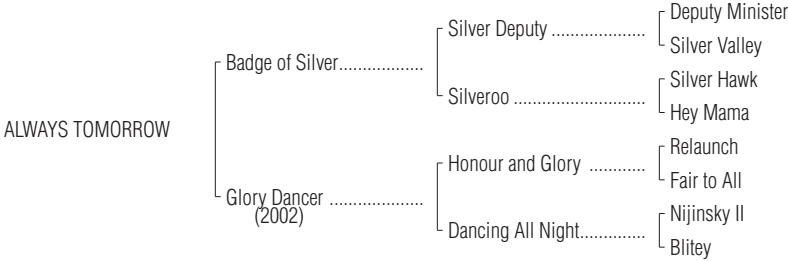 Deputy Minister
Silver Deputy ....................
Silver Valley
Badge of Silver..................
Silver Hawk
Silveroo ............................
Hey Mama
ALWAYS TOMORROW
Relaunch
Honour and Glory ............
Fair to All
Glory Dancer ....................
(2002)
Nijinsky II
Dancing All Night..............
Blitey